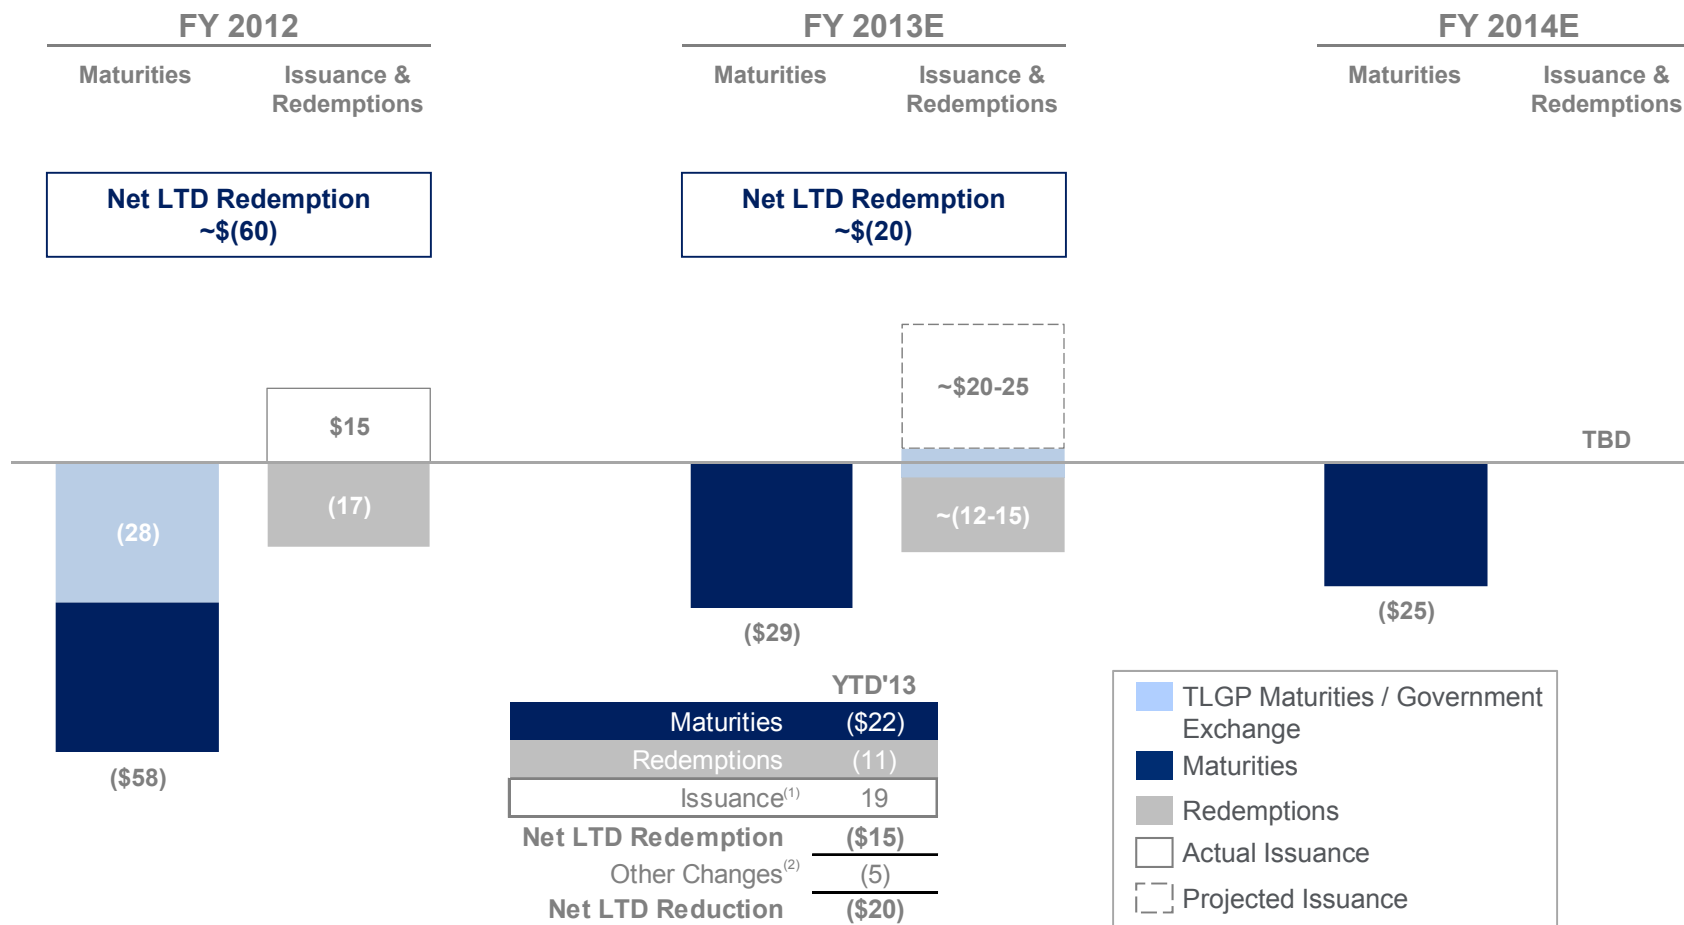 FY 2012
FY 2013E
FY 2014E
Maturities
Issuance &
Redemptions
Maturities
Issuance &
Redemptions
Maturities
Issuance &
Redemptions
Net LTD Redemption
~$(60)
Net LTD Redemption
~$(20)
~$20-25
$15
TBD
(28)
(17)
~(12-15)
($58)
($29)
($25)
YTD'13
Maturities ($22)
Redemptions (11)
Issuance(1) 19
Net LTD Redemption ($15)
Other Changes(2) (5)
Net LTD Reduction ($20)
TLGP Maturities / Government
Exchange
Maturities
Redemptions
Actual Issuance
Projected Issuance